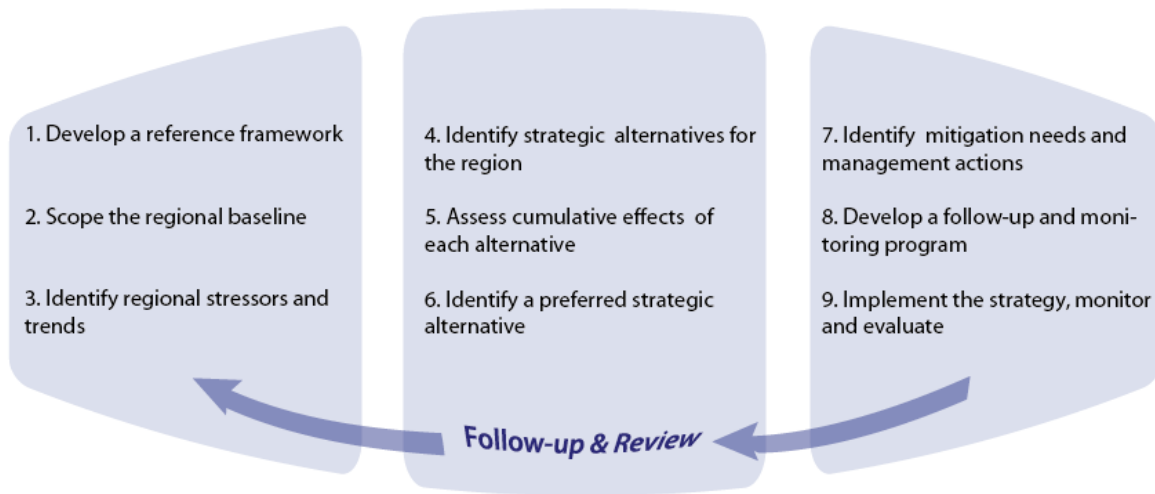 1. Develop a reference framework
2. Scope the regional baseline
3. Identify regional stressors and
trends
4. Identify strategic alternatives for
the region
5. Assess cumulative effects of
each alternative
6. Identify a preferred strategic
alternative
7. Identify mitigation needs and
management actions
8. Develop a follow-up and moni-
toring program
9. Implement the strategy, monitor
and evaluate
Follow-up & Review